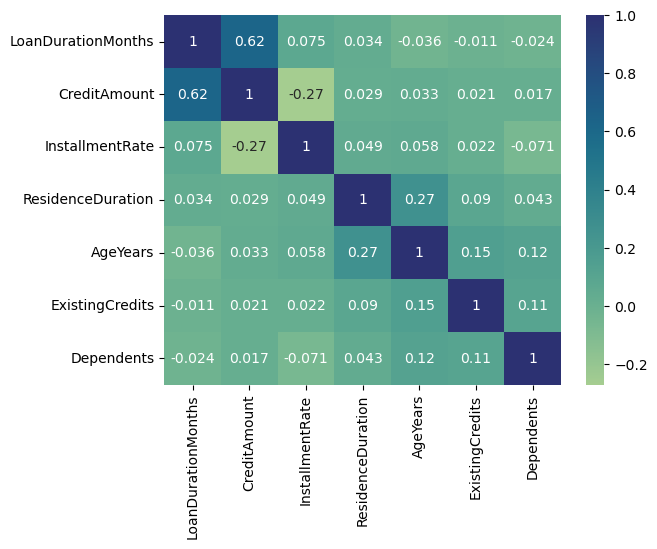 LoanDurationMonths 1 0.62 0.075 0.034 -0.036 -0.011 -0.024
CreditAmount 0.62 1 -0.27 0.029 0.033 0.021 0.017
InstallmentRate 0.075 -0.27 1 0.049 0.058 0.022 -0.071
ResidenceDuration 0.034 0.029 0.049 1 0.27 0.09 0.043
AgeYears -0.036 0.033 0.058 0.27 1 0.15 0.12
ExistingCredits -0.011 0.021 0.022 0.09 0.15 1 0.11
Dependents -0.024 0.017 -0.071 0.043 0.12 0.11 1
LoanDurationMonths
CreditAmount
InstallmentRate
ResidenceDuration
AgeYears
ExistingCredits
Dependents
1.0
0.8
0.6
0.4
0.2
0.0
−0.2